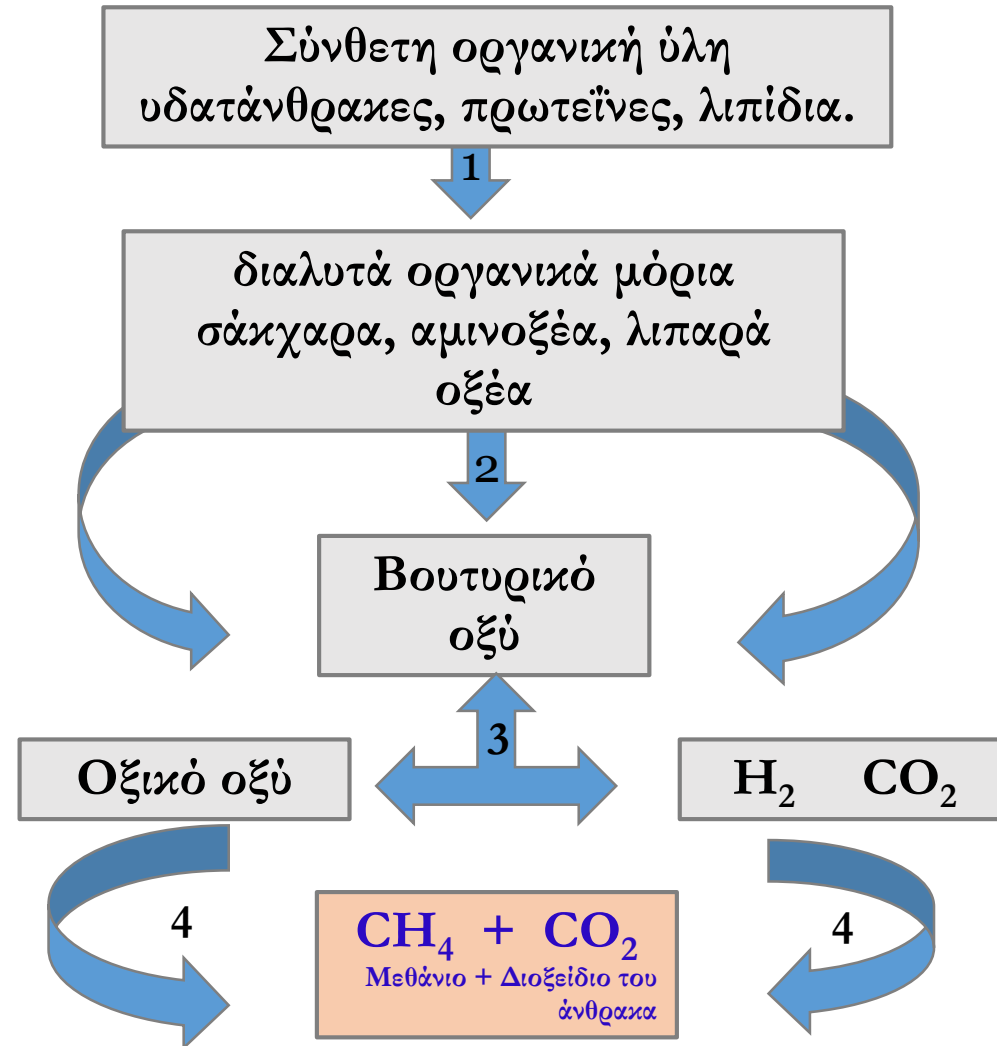 Σύνθετη οργανική ύλη
υδατάνθρακες, πρωτεΐνες, λιπίδια.
1
διαλυτά οργανικά μόρια
σάκχαρα, αμινοξέα, λιπαρά
οξέα
2
Βουτυρικό
οξύ
3
Οξικό οξύ
H₂ CO₂
4
CH₄ + CO₂
Μεθάνιο + Διοξείδιο του
άνθρακα
4